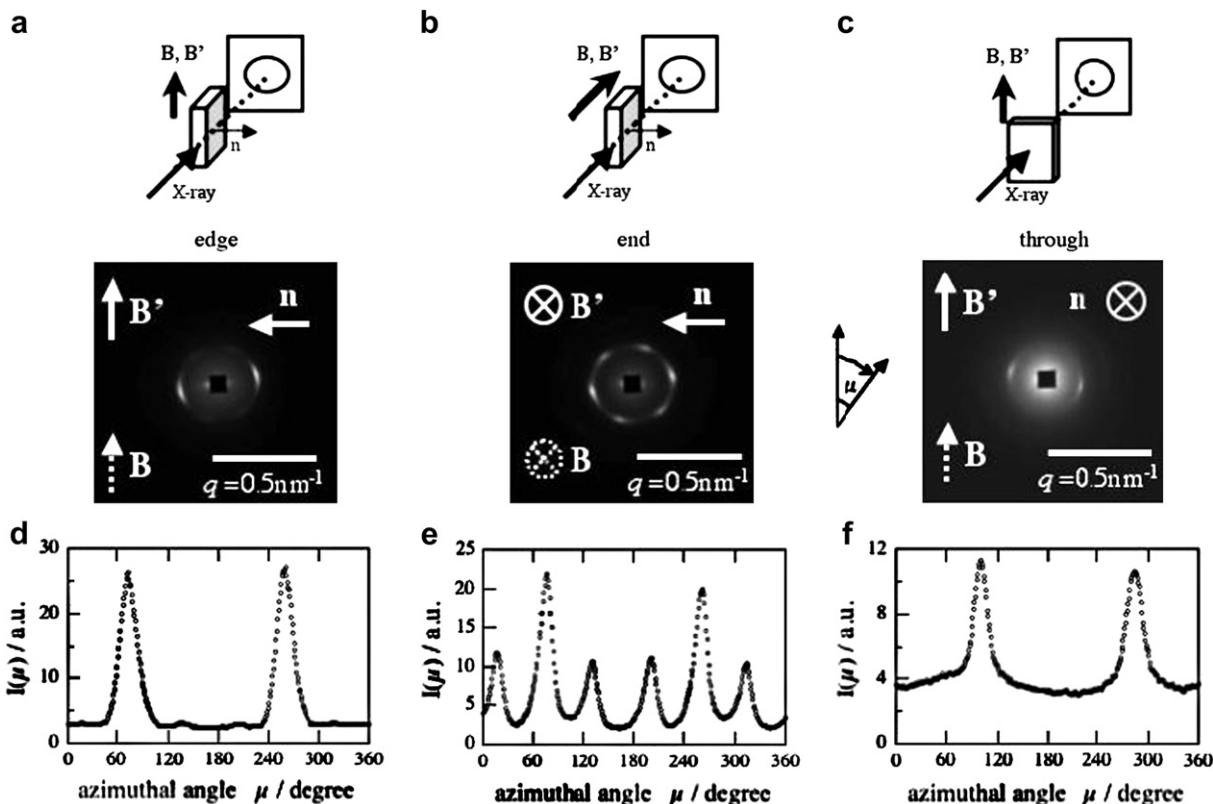 a
B, B'
n
X-ray
edge
B'
n
B
q =0.5nm-1
b
B, B'
n
X-ray
end
B'
n
B
q =0.5nm-1
c
B, B'
X-ray
through
μ
B'
n
B
q =0.5nm-1
d
30
20
10
0
I(μ) / a.u.
0 60 120 180 240 300 360
azimuthal angle μ / degree
e
25
20
15
10
5
0
I(μ) / a.u.
0 60 120 180 240 300 360
azimuthal angle μ / degree
f
12
8
4
0
I(μ) / a.u.
0 60 120 180 240 300 360
azimuthal angle μ / degree